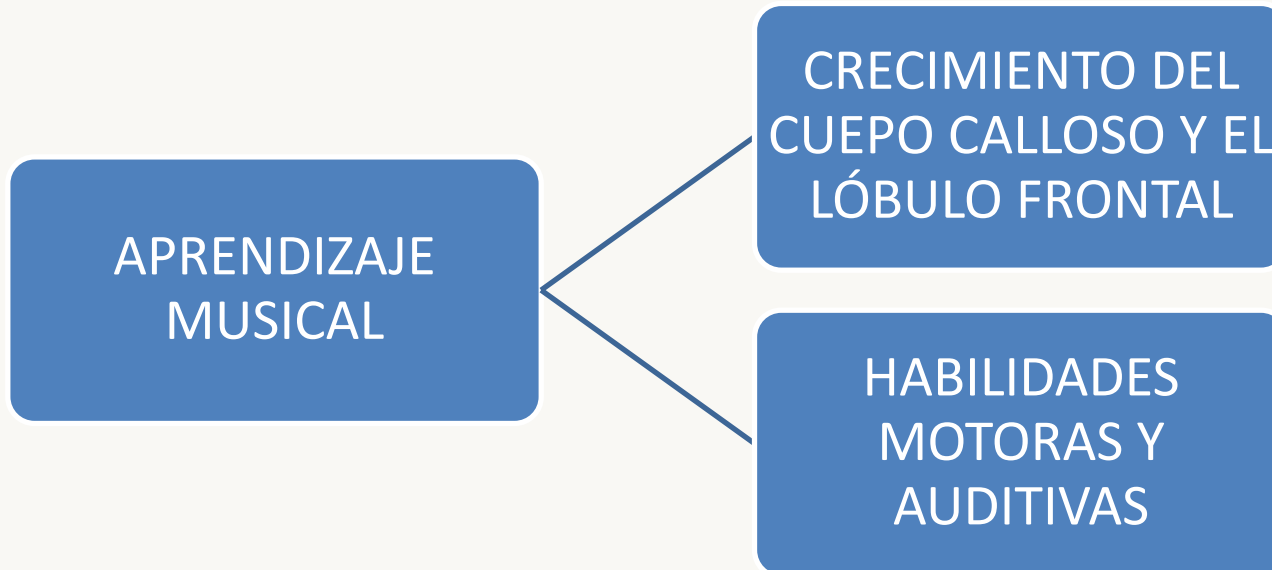 APRENDIZAJE
MUSICAL
CRECIMIENTO DEL
CUEPO CALLOSO Y EL
LÓBULO FRONTAL
HABILIDADES
MOTORAS Y
AUDITIVAS